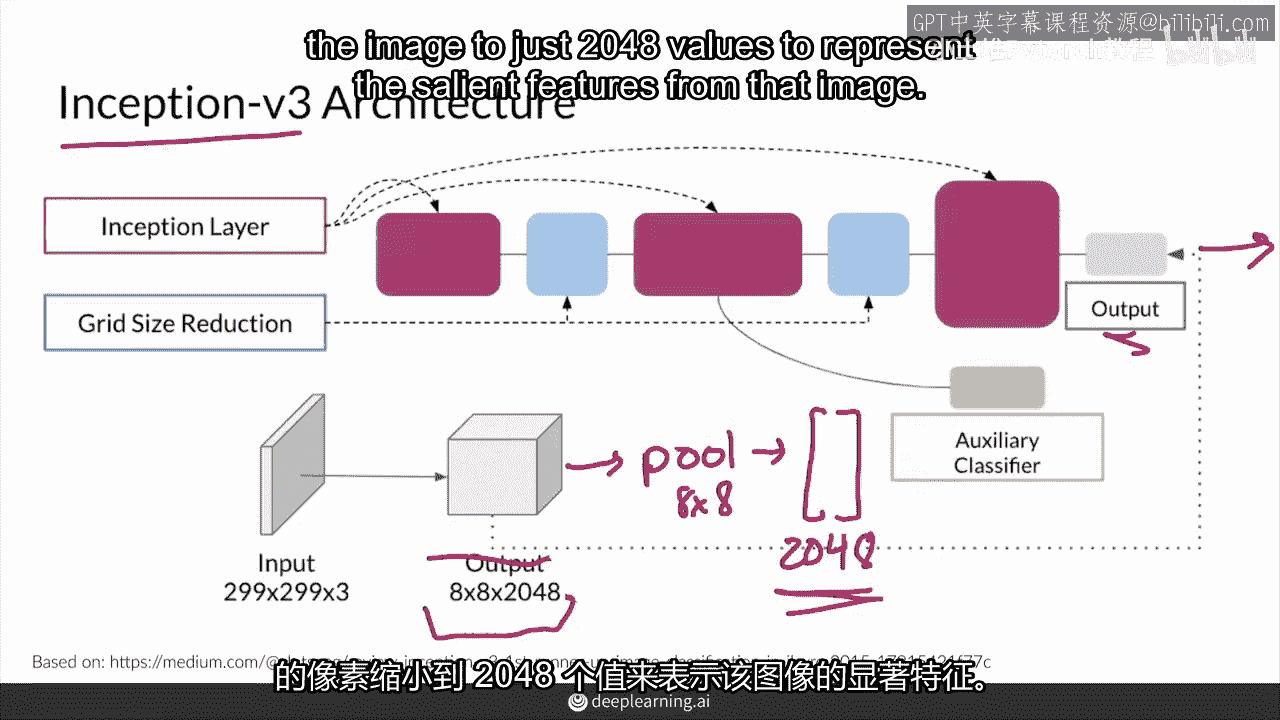 GPT中英字幕课程资源@bilibili.com
the image to just 2048 values to represent
the salient features from that image.
Inception-v3 Architecture
Inception Layer
Grid Size Reduction
Output
Auxiliary
Classifier
pool
8x8
2048
Input
299x299x3
Output
8x8x2048
Based on: https://medium.com/
的像素缩小到 2048 个值来表示该图像的显著特征。
deeplearning.ai